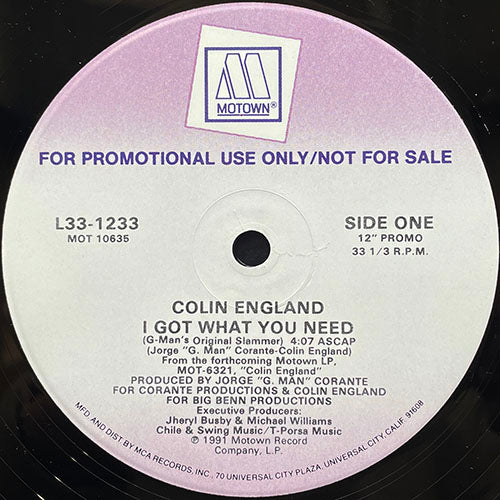 MOTOWN®
FOR PROMOTIONAL USE ONLY/NOT FOR SALE
L33-1233
MOT 10635
SIDE ONE
12" PROMO
33 1/3 R.P.M.
COLIN ENGLAND
I GOT WHAT YOU NEED
(G-Man's Original Slammer) 4:07 ASCAP
(Jorge "G. Man" Corante-Colin England)
From the forthcoming Motown LP.
MOT-6321, "Colin England"
PRODUCED BY JORGE "G. MAN" CORANTE
FOR CORANTE PRODUCTIONS & COLIN ENGLAND
FOR BIG BENN PRODUCTIONS
Executive Producers:
Jheryl Busby & Michael Williams
Chile & Swing Music/T-Porsa Music
℗ 1991 Motown Record
Company, L.P.
MFD. AND DIST. BY MCA RECORDS, INC., 70 UNIVERSAL CITY PLAZA, UNIVERSAL CITY, CALIF. 91608